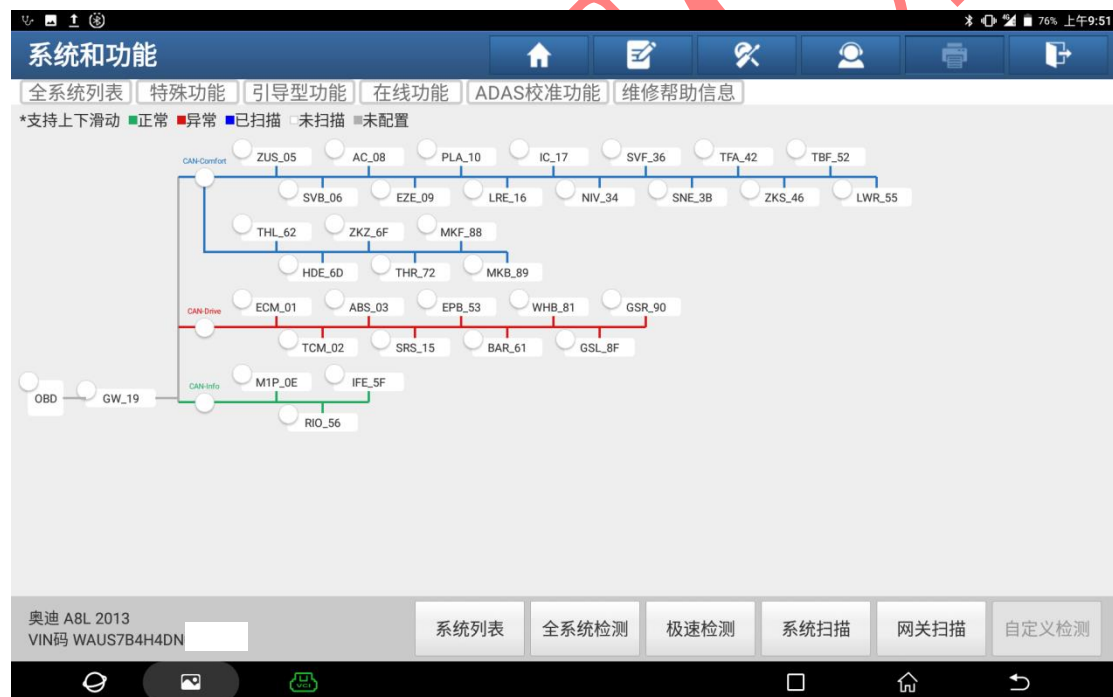 76% 上午9:51
系统和功能
全系统列表 特殊功能 引导型功能 在线功能 ADAS校准功能 维修帮助信息
*支持上下滑动 ■正常 ■异常 ■已扫描 未扫描 ■未配置
CAN-Comfort ZUS_05 AC_08 PLA_10 IC_17 SVF_36 TFA_42 TBF_52
SVB_06 EZE_09 LRE_16 NIV_34 SNE_3B ZKS_46 LWR_55
THL_62 ZKZ_6F MKF_88
HDE_6D THR_72 MKB_89
CAN-Drive ECM_01 ABS_03 EPB_53 WHB_81 GSR_90
TCM_02 SRS_15 BAR_61 GSL_8F
CAN-Info M1P_0E IFE_5F
OBD GW_19
RIO_56
奥迪 A8L 2013
VIN码 WAUS7B4H4DN
系统列表 全系统检测 极速检测 系统扫描 网关扫描 自定义检测
VCI